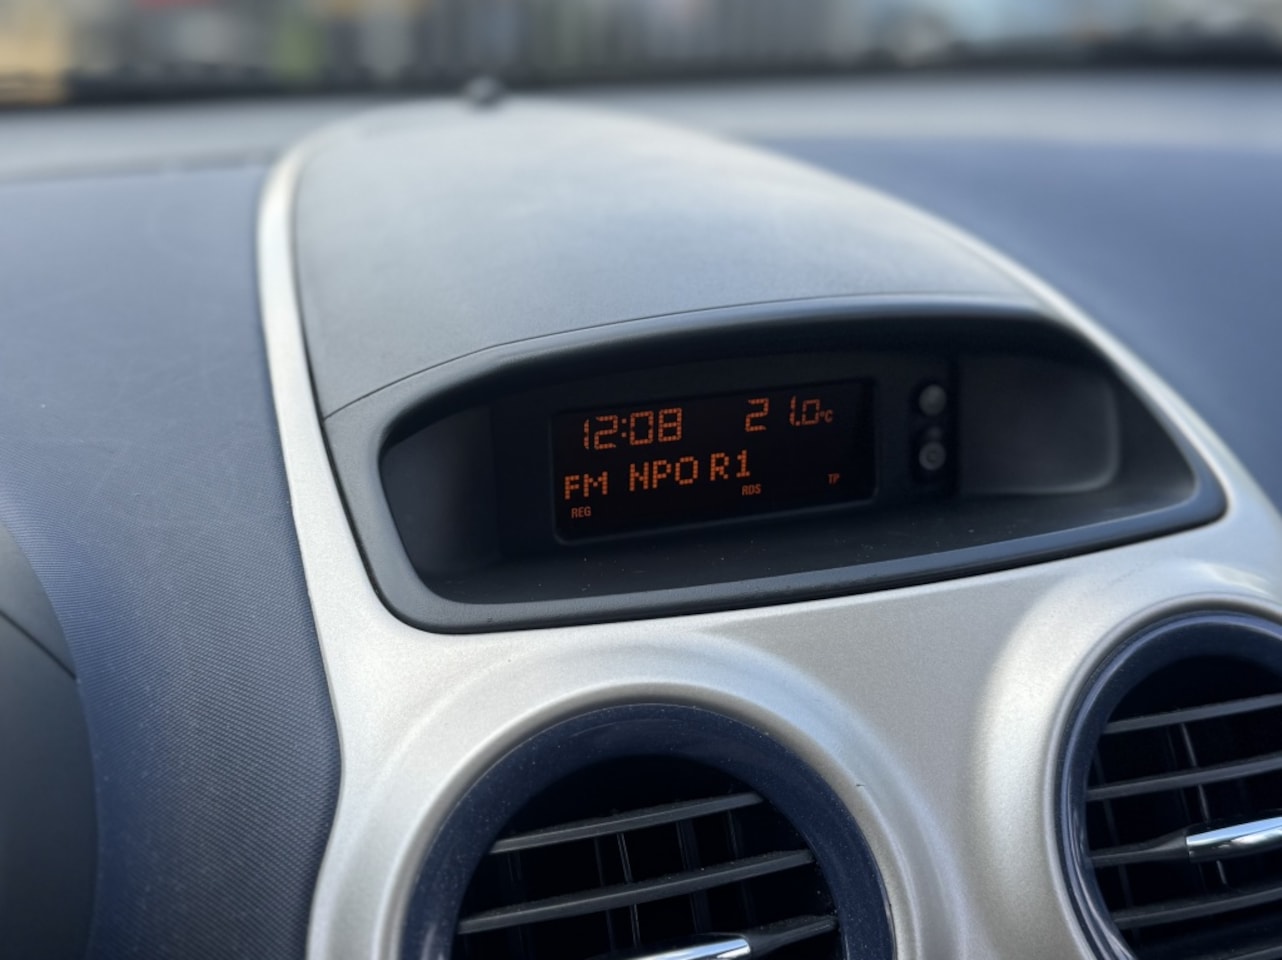 12:08 21.0°C
FM NPO R1
REG RDS TP